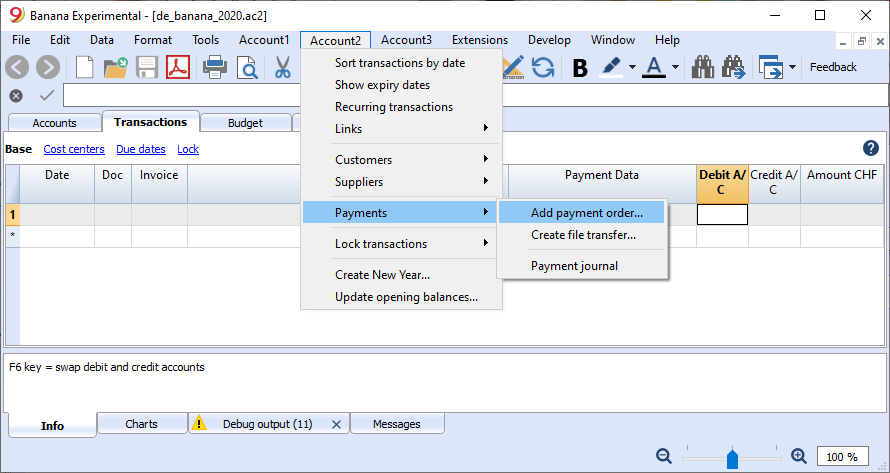 Banana Experimental - [de_banana_2020.ac2]
File Edit Data Format Tools Account1 Account2 Account3 Extensions Develop Window Help
B A Feedback
Accounts Transactions Budget
Base Cost centers Due dates Lock
Date Doc Invoice Payment Data Debit A/C Credit A/C Amount CHF
1
*
Sort transactions by date
Show expiry dates
Recurring transactions
Links
Customers
Suppliers
Payments
Lock transactions
Create New Year...
Update opening balances...
Add payment order...
Create file transfer...
Payment journal
F6 key = swap debit and credit accounts
Info Charts Debug output (11) Messages
100 %